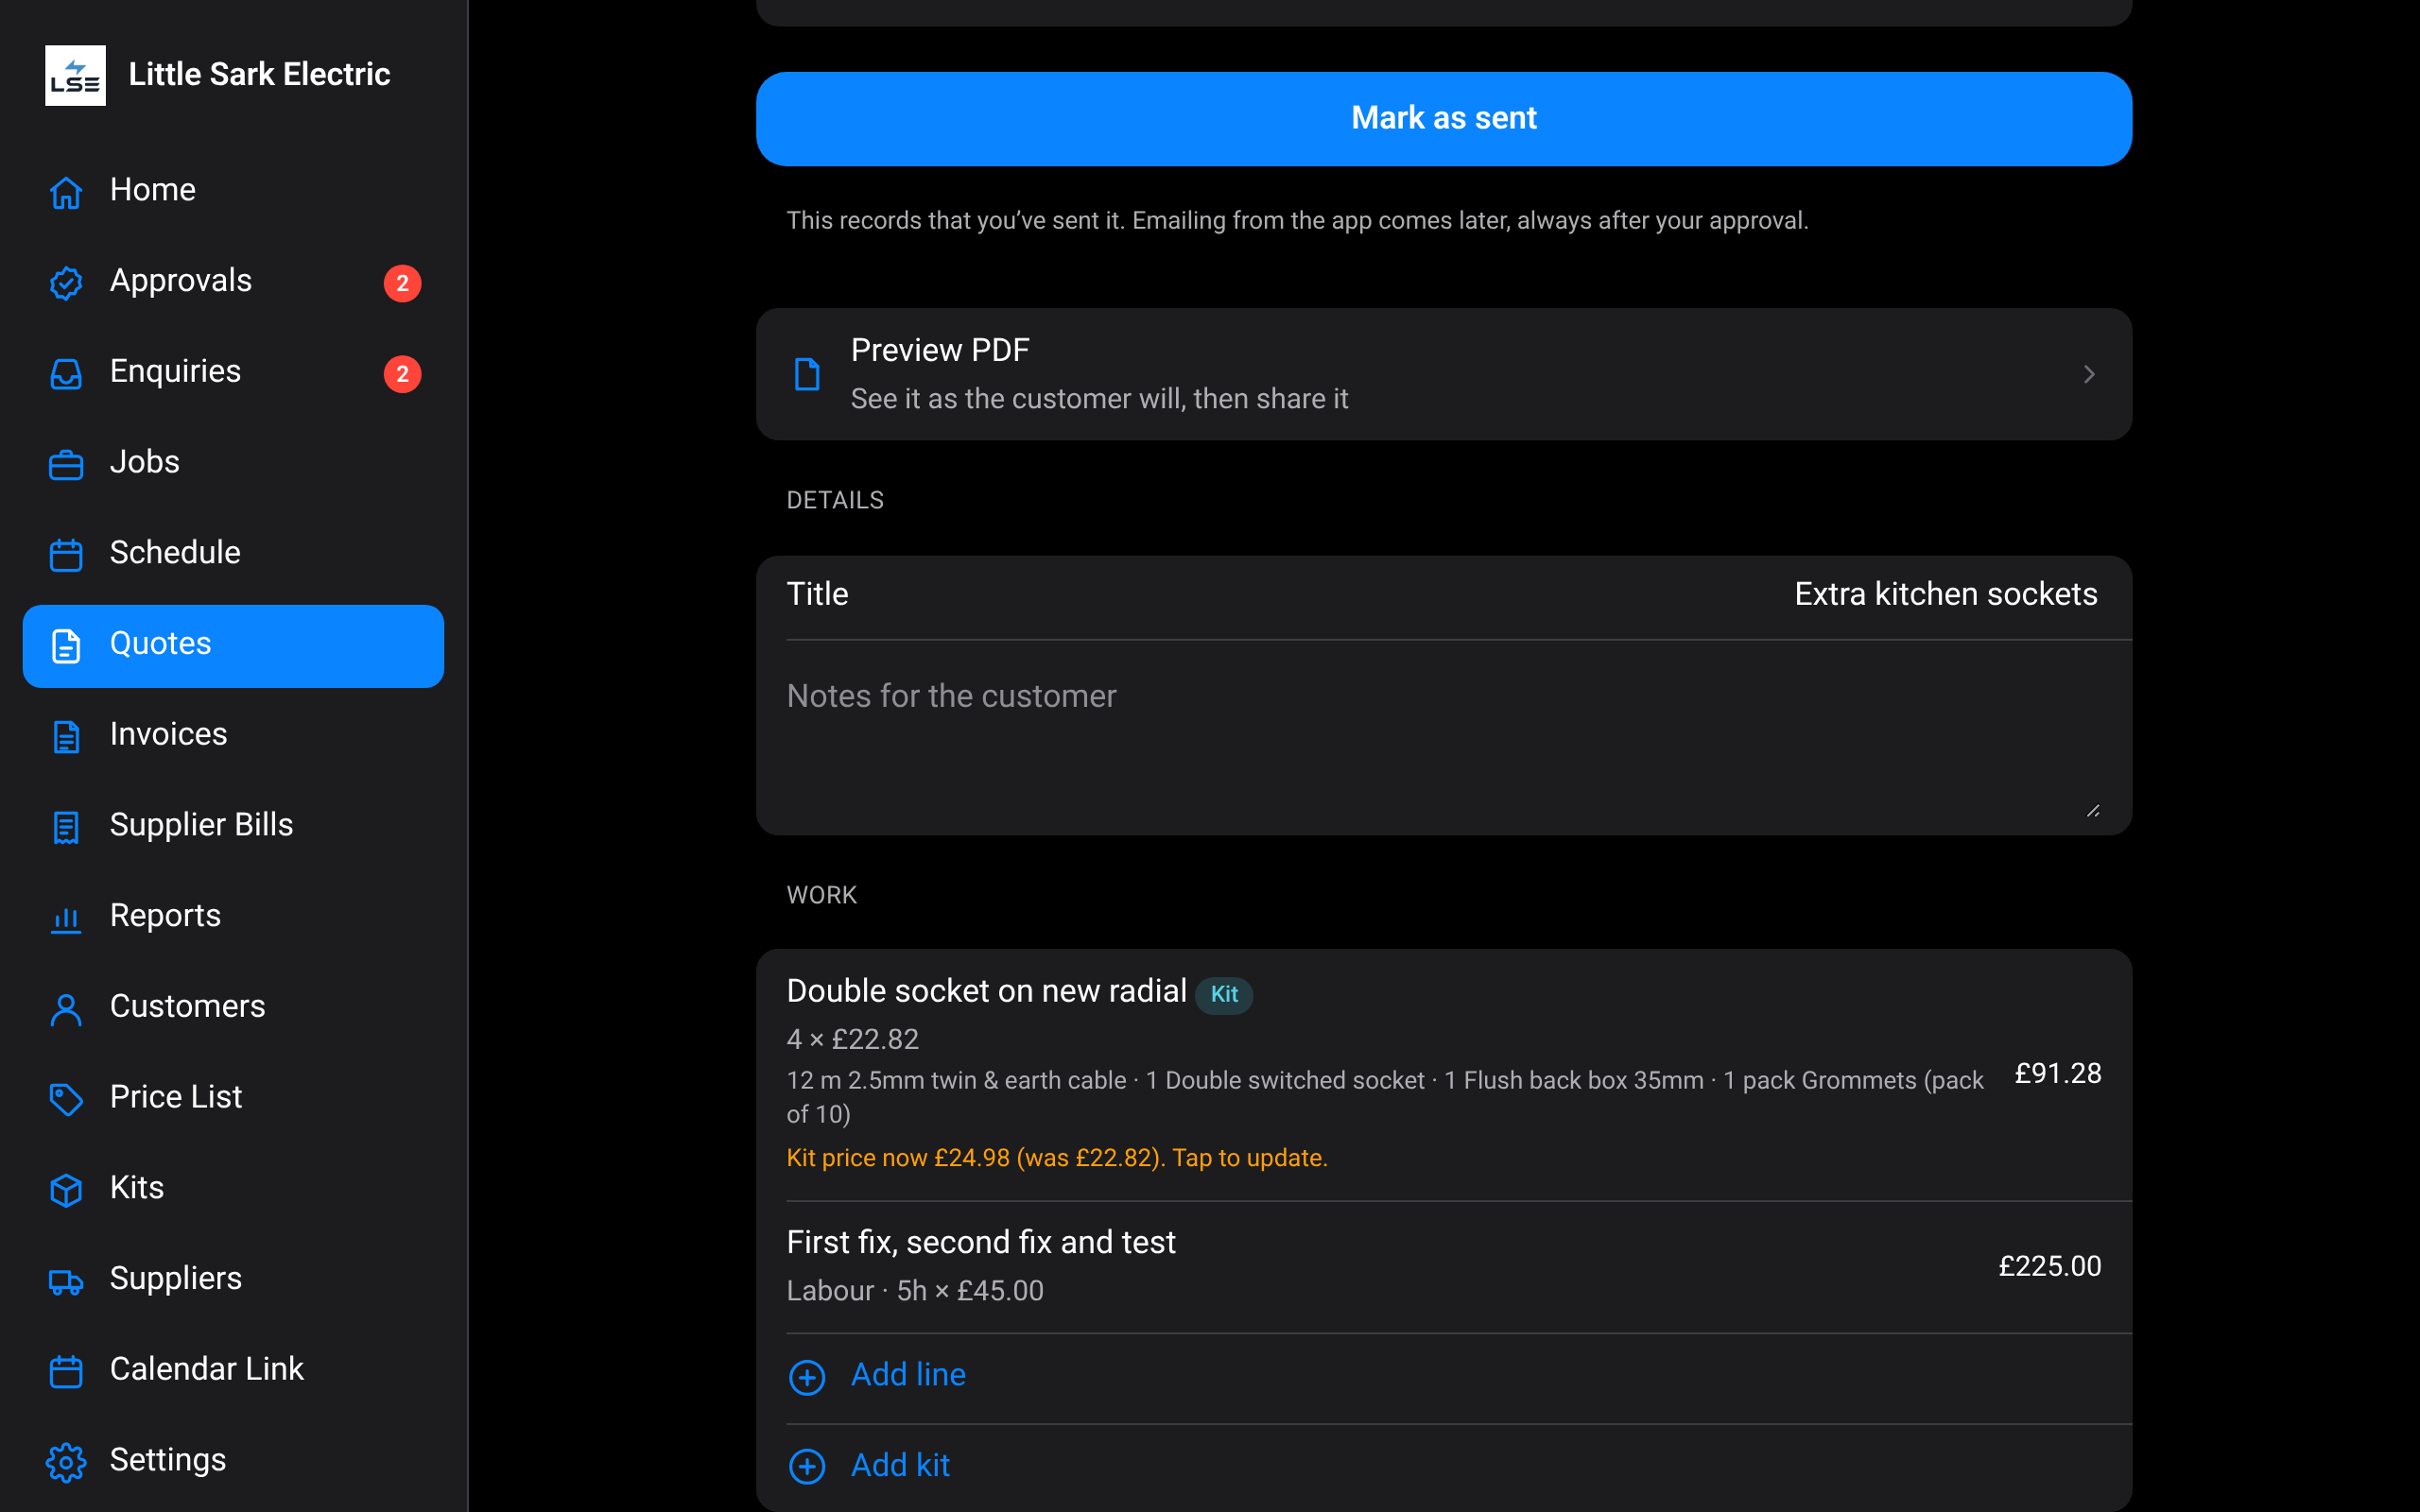 LSE
Little Sark Electric
Home
Approvals
2
Enquiries
2
Jobs
Schedule
Quotes
Invoices
Supplier Bills
Reports
Customers
Price List
Kits
Suppliers
Calendar Link
Settings
Mark as sent
This records that you’ve sent it. Emailing from the app comes later, always after your approval.
Preview PDF
See it as the customer will, then share it
DETAILS
Title
Extra kitchen sockets
Notes for the customer
WORK
Double socket on new radial Kit
4 × £22.82
12 m 2.5mm twin & earth cable · 1 Double switched socket · 1 Flush back box 35mm · 1 pack Grommets (pack
of 10)
£91.28
Kit price now £24.98 (was £22.82). Tap to update.
First fix, second fix and test
Labour · 5h × £45.00
£225.00
Add line
Add kit